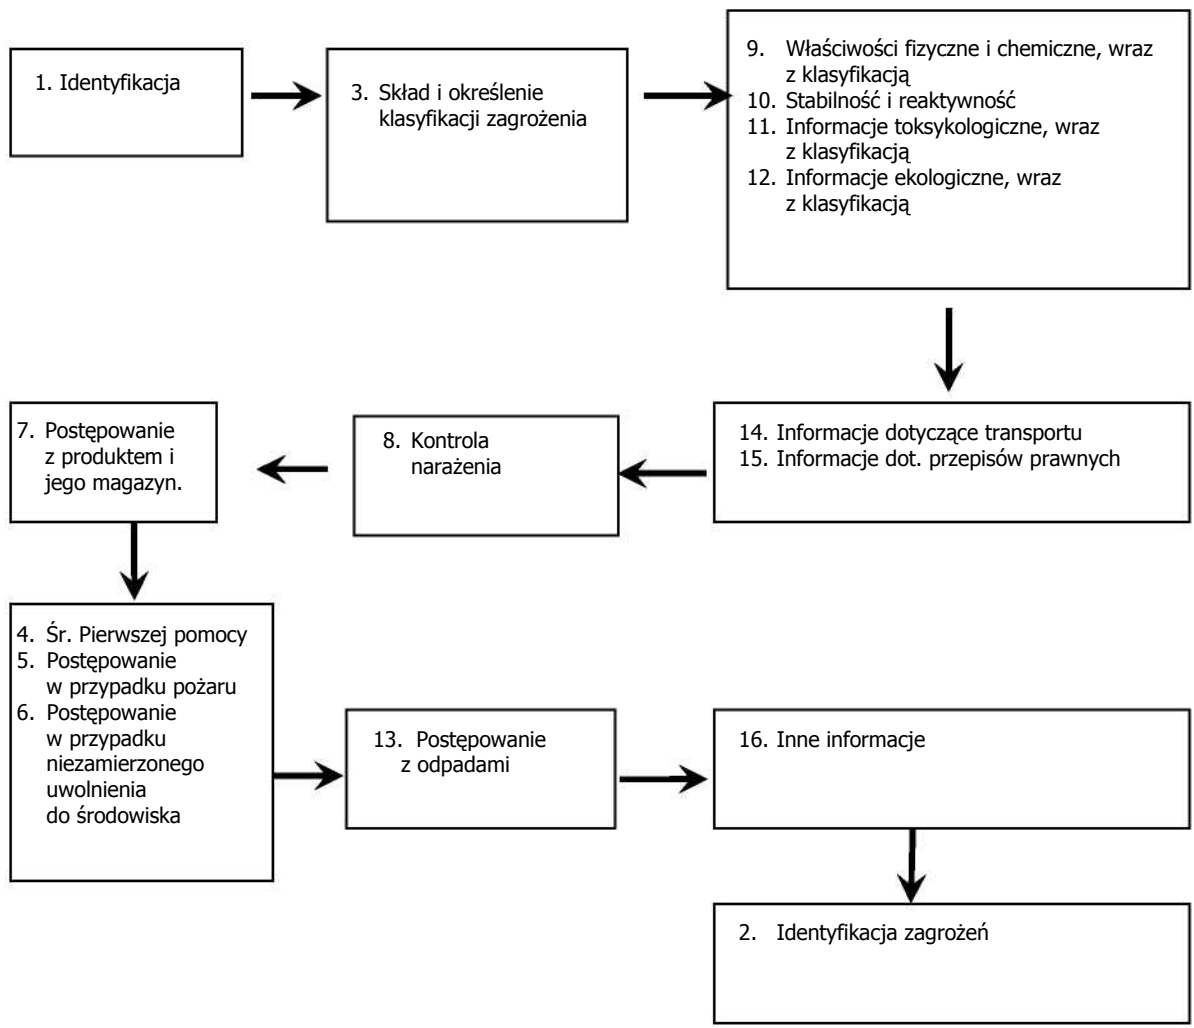 1. Identyfikacja
3. Skład i określenie
klasyfikacji zagrożenia
9. Właściwości fizyczne i chemiczne, wraz
z klasyfikacją
10. Stabilność i reaktywność
11. Informacje toksykologiczne, wraz
z klasyfikacją
12. Informacje ekologiczne, wraz
z klasyfikacją
14. Informacje dotyczące transportu
15. Informacje dot. przepisów prawnych
8. Kontrola
narażenia
7. Postępowanie
z produktem i
jego magazyn.
4. Śr. Pierwszej pomocy
5. Postępowanie
w przypadku pożaru
6. Postępowanie
w przypadku
niezamierzonego
uwolnienia
do środowiska
13. Postępowanie
z odpadami
16. Inne informacje
2. Identyfikacja zagrożeń